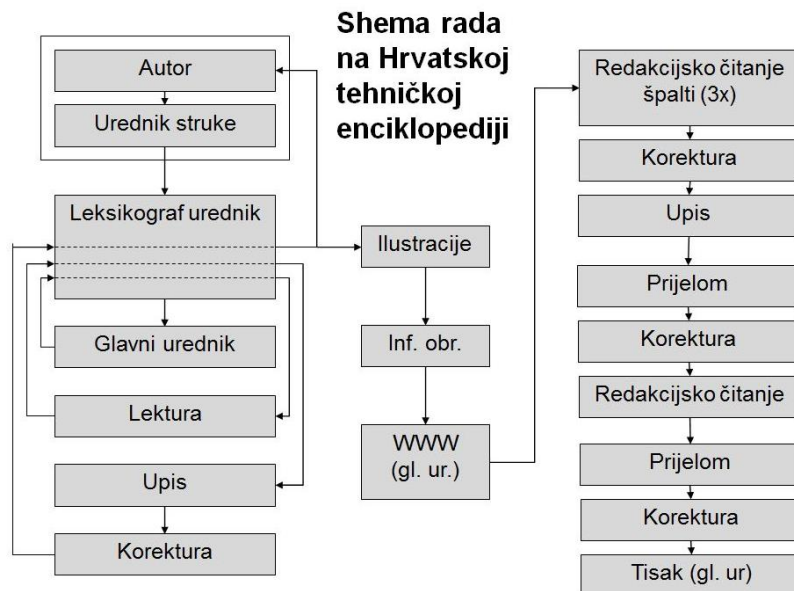 Shema rada
na Hrvatskoj
tehničkoj
enciklopediji
Autor
Urednik struke
Leksikograf urednik
Glavni urednik
Lektura
Upis
Korektura
Ilustracije
Inf. obr.
WWW
(gl. ur.)
Redakcijsko čitanje
špalti (3x)
Korektura
Upis
Prijelom
Korektura
Redakcijsko čitanje
Prijelom
Korektura
Tisak (gl. ur)